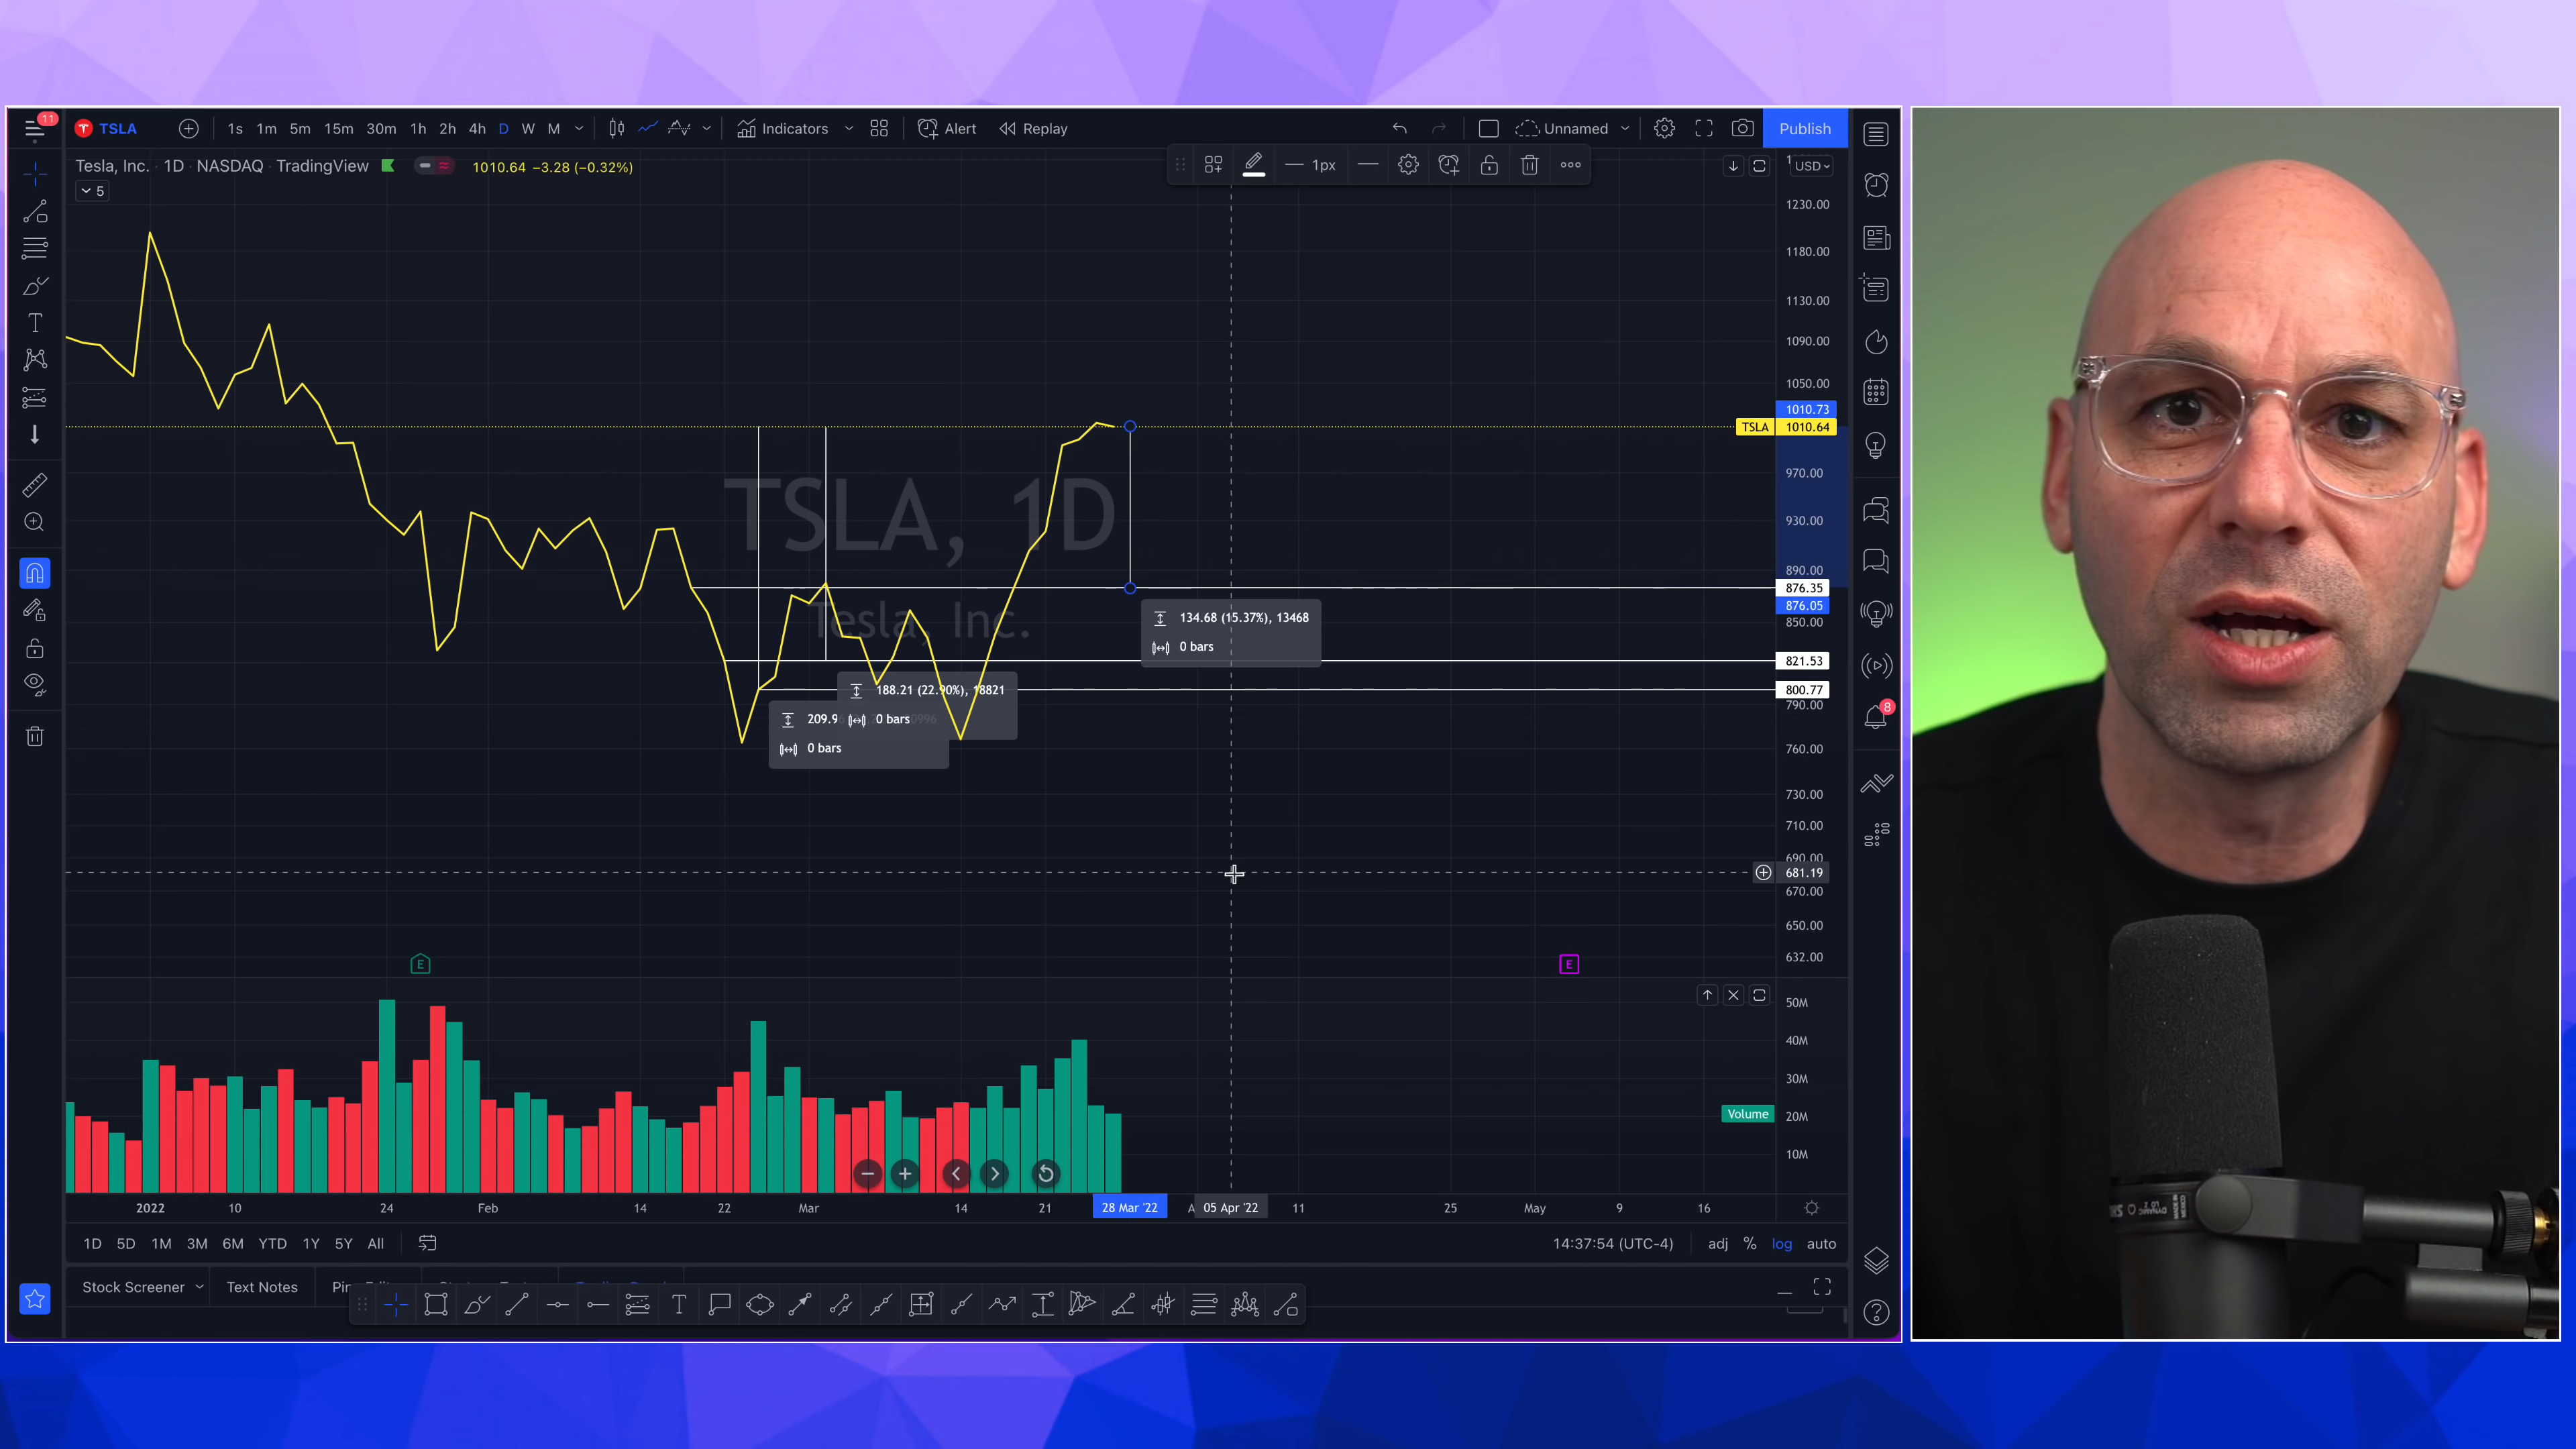 11
TSLA
1s 1m 5m 15m 30m 1h 2h 4h D W M
Indicators
Alert
Replay
Unnamed
Publish
Tesla, Inc. 1D NASDAQ TradingView
1010.64 −3.28 (−0.32%)
5
1px
USD
1230.00
1180.00
1130.00
1090.00
1050.00
1010.73
TSLA 1010.64
970.00
TSLA, 1D
930.00
890.00
876.35
876.05
134.68 (15.37%), 13468
850.00
Tesla, Inc.
0 bars
821.53
188.21 (22.90%), 18821
800.77
790.00
209.9
0 bars
8
0 bars
760.00
730.00
710.00
690.00
681.19
670.00
650.00
632.00
E
E
50M
40M
30M
Volume
20M
10M
2022 10 24 Feb 14 22 Mar 14 21 28 Mar '22 A 05 Apr '22 11 25 May 9 16
1D 5D 1M 3M 6M YTD 1Y 5Y All
14:37:54 (UTC-4)
adj % log auto
Stock Screener
Text Notes